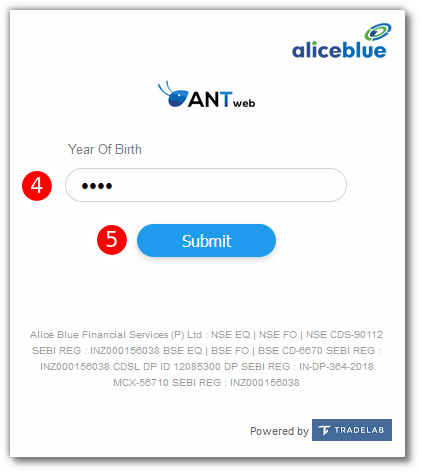 aliceblue
ANT web
Year Of Birth
4 ••••
5 Submit
Alice Blue Financial Services (P) Ltd : NSE EQ | NSE FO | NSE CDS-90112
SEBI REG : INZ000156038 BSE EQ | BSE FO | BSE CD-6670 SEBI REG :
INZ000156038 CDSL DP ID 12085300 DP SEBI REG : IN-DP-364-2018
MCX-56710 SEBI REG : INZ000156038
Powered by TRADELAB